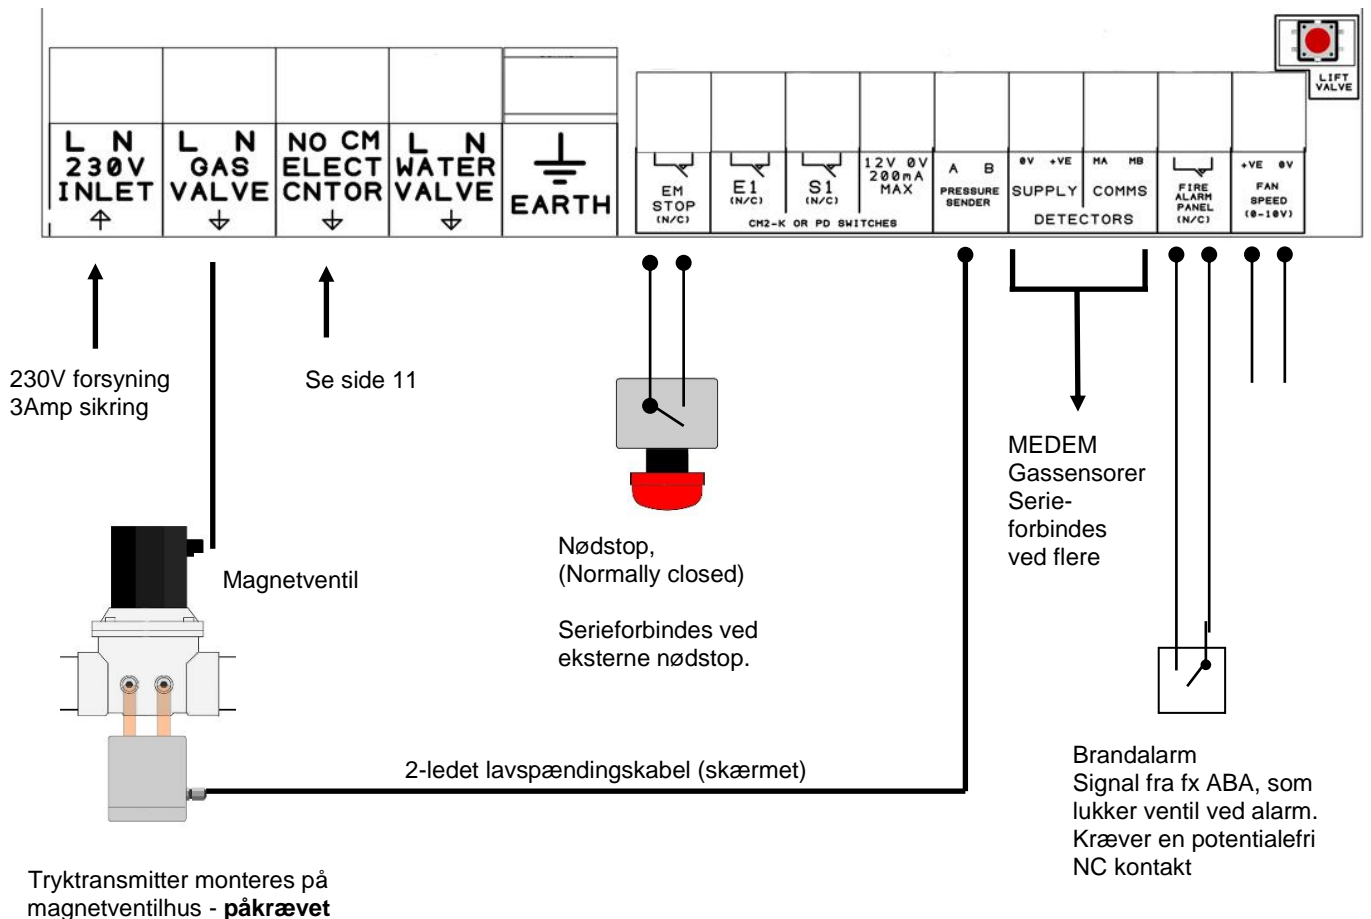 LIFT
VALVE
L N
230V
INLET
L N
GAS
VALVE
NO CM
ELECT
CNTOR
L N
WATER
VALVE
EARTH
EM
STOP
(N/C)
E1
(N/C)
S1
(N/C)
12V 0V
200mA
MAX
CM2-K OR PD SWITCHES
A B
PRESSURE
SENDER
0V +VE
SUPPLY
MA MB
COMMS
DETECTORS
FIRE
ALARM
PANEL
(N/C)
+VE 0V
FAN
SPEED
(0-10V)
230V forsyning
3Amp sikring
Se side 11
Magnetventil
Nødstop,
(Normally closed)
Serieforbindes ved
eksterne nødstop.
MEDEM
Gassensorer
Serie-
forbindes
ved flere
2-ledet lavspændingskabel (skærmet)
Brandalarm
Signal fra fx ABA, som
lukker ventil ved alarm.
Kræver en potentialefri
NC kontakt
Tryktransmitter monteres på
magnetventilhus - påkrævet